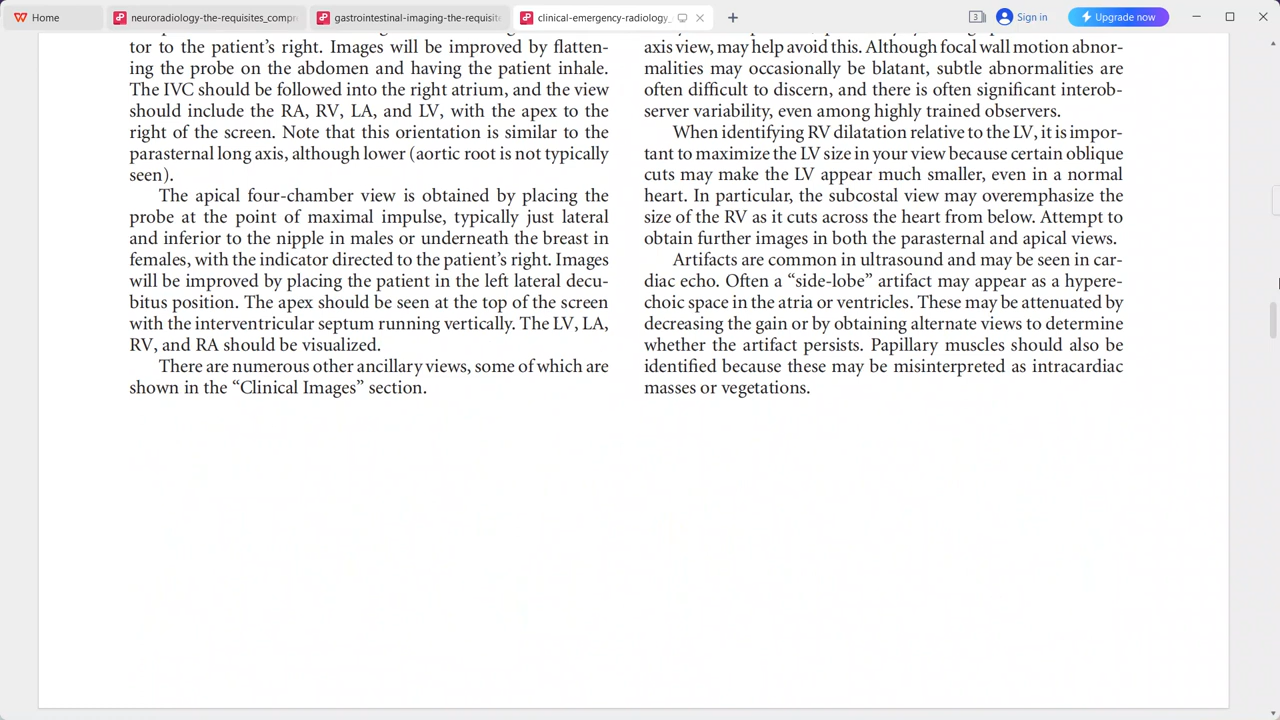 Home
neuroradiology-the-requisites_compr
gastrointestinal-imaging-the-requisite
clinical-emergency-radiology_
3
Sign in
Upgrade now
tor to the patient's right. Images will be improved by flatten-
ing the probe on the abdomen and having the patient inhale.
The IVC should be followed into the right atrium, and the view
should include the RA, RV, LA, and LV, with the apex to the
right of the screen. Note that this orientation is similar to the
parasternal long axis, although lower (aortic root is not typically
seen).
The apical four-chamber view is obtained by placing the
probe at the point of maximal impulse, typically just lateral
and inferior to the nipple in males or underneath the breast in
females, with the indicator directed to the patient's right. Images
will be improved by placing the patient in the left lateral decu-
bitus position. The apex should be seen at the top of the screen
with the interventricular septum running vertically. The LV, LA,
RV, and RA should be visualized.
There are numerous other ancillary views, some of which are
shown in the “Clinical Images” section.
axis view, may help avoid this. Although focal wall motion abnor-
malities may occasionally be blatant, subtle abnormalities are
often difficult to discern, and there is often significant interob-
server variability, even among highly trained observers.
When identifying RV dilatation relative to the LV, it is impor-
tant to maximize the LV size in your view because certain oblique
cuts may make the LV appear much smaller, even in a normal
heart. In particular, the subcostal view may overemphasize the
size of the RV as it cuts across the heart from below. Attempt to
obtain further images in both the parasternal and apical views.
Artifacts are common in ultrasound and may be seen in car-
diac echo. Often a “side-lobe” artifact may appear as a hypere-
choic space in the atria or ventricles. These may be attenuated by
decreasing the gain or by obtaining alternate views to determine
whether the artifact persists. Papillary muscles should also be
identified because these may be misinterpreted as intracardiac
masses or vegetations.